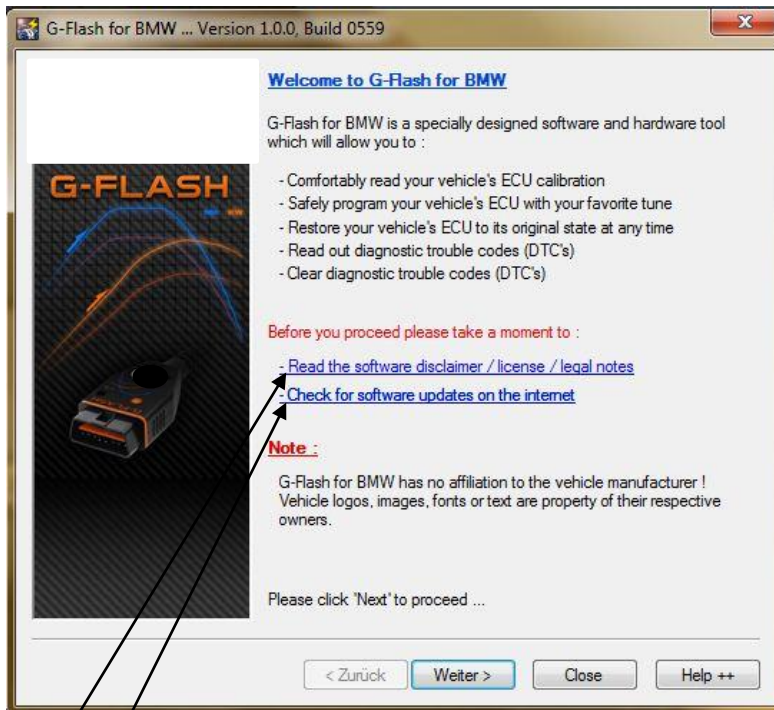 G-Flash for BMW ... Version 1.0.0, Build 0559
Welcome to G-Flash for BMW
G-Flash for BMW is a specially designed software and hardware tool
which will allow you to :
- Comfortably read your vehicle's ECU calibration
- Safely program your vehicle's ECU with your favorite tune
- Restore your vehicle's ECU to its original state at any time
- Read out diagnostic trouble codes (DTC's)
- Clear diagnostic trouble codes (DTC's)
G-FLASH
Before you proceed please take a moment to :
- Read the software disclaimer / license / legal notes
- Check for software updates on the internet
Note :
G-Flash for BMW has no affiliation to the vehicle manufacturer !
Vehicle logos, images, fonts or text are property of their respective
owners.
Please click 'Next' to proceed ...
< Zurück
Weiter >
Close
Help ++